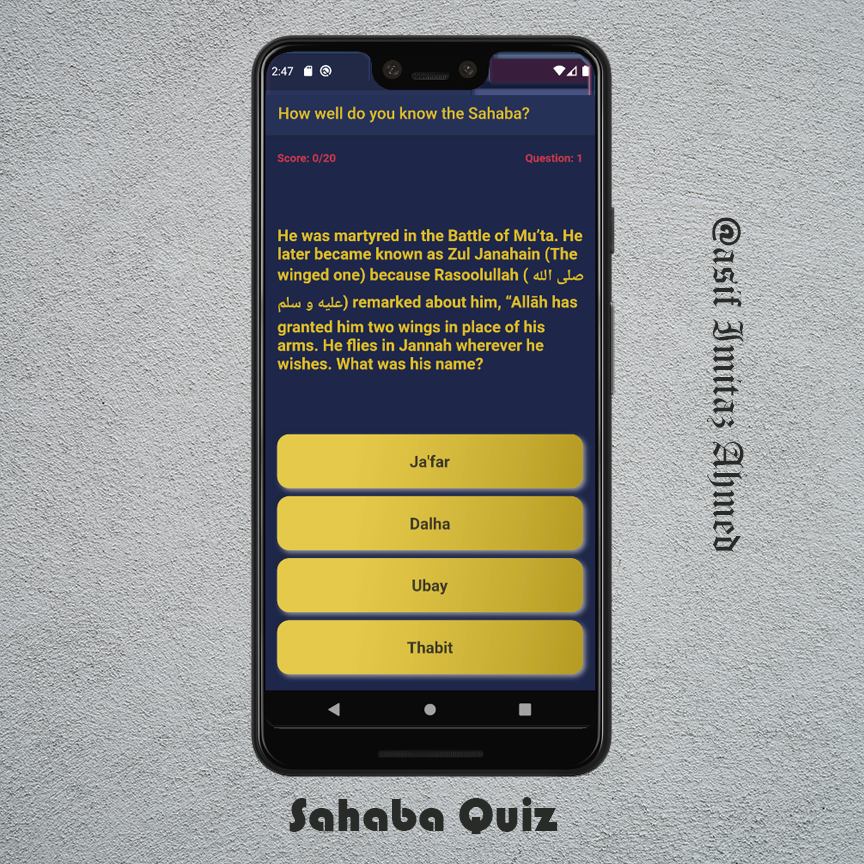 2:47
How well do you know the Sahaba?
Score: 0/20
Question: 1
He was martyred in the Battle of Mu’ta. He
later became known as Zul Janahain (The
winged one) because Rasoolullah ( صلى الله
عليه و سلم) remarked about him, “Allāh has
granted him two wings in place of his
arms. He flies in Jannah wherever he
wishes. What was his name?
Ja'far
Dalha
Ubay
Thabit
@asif Imitaz Ahmed
Sahaba Quiz